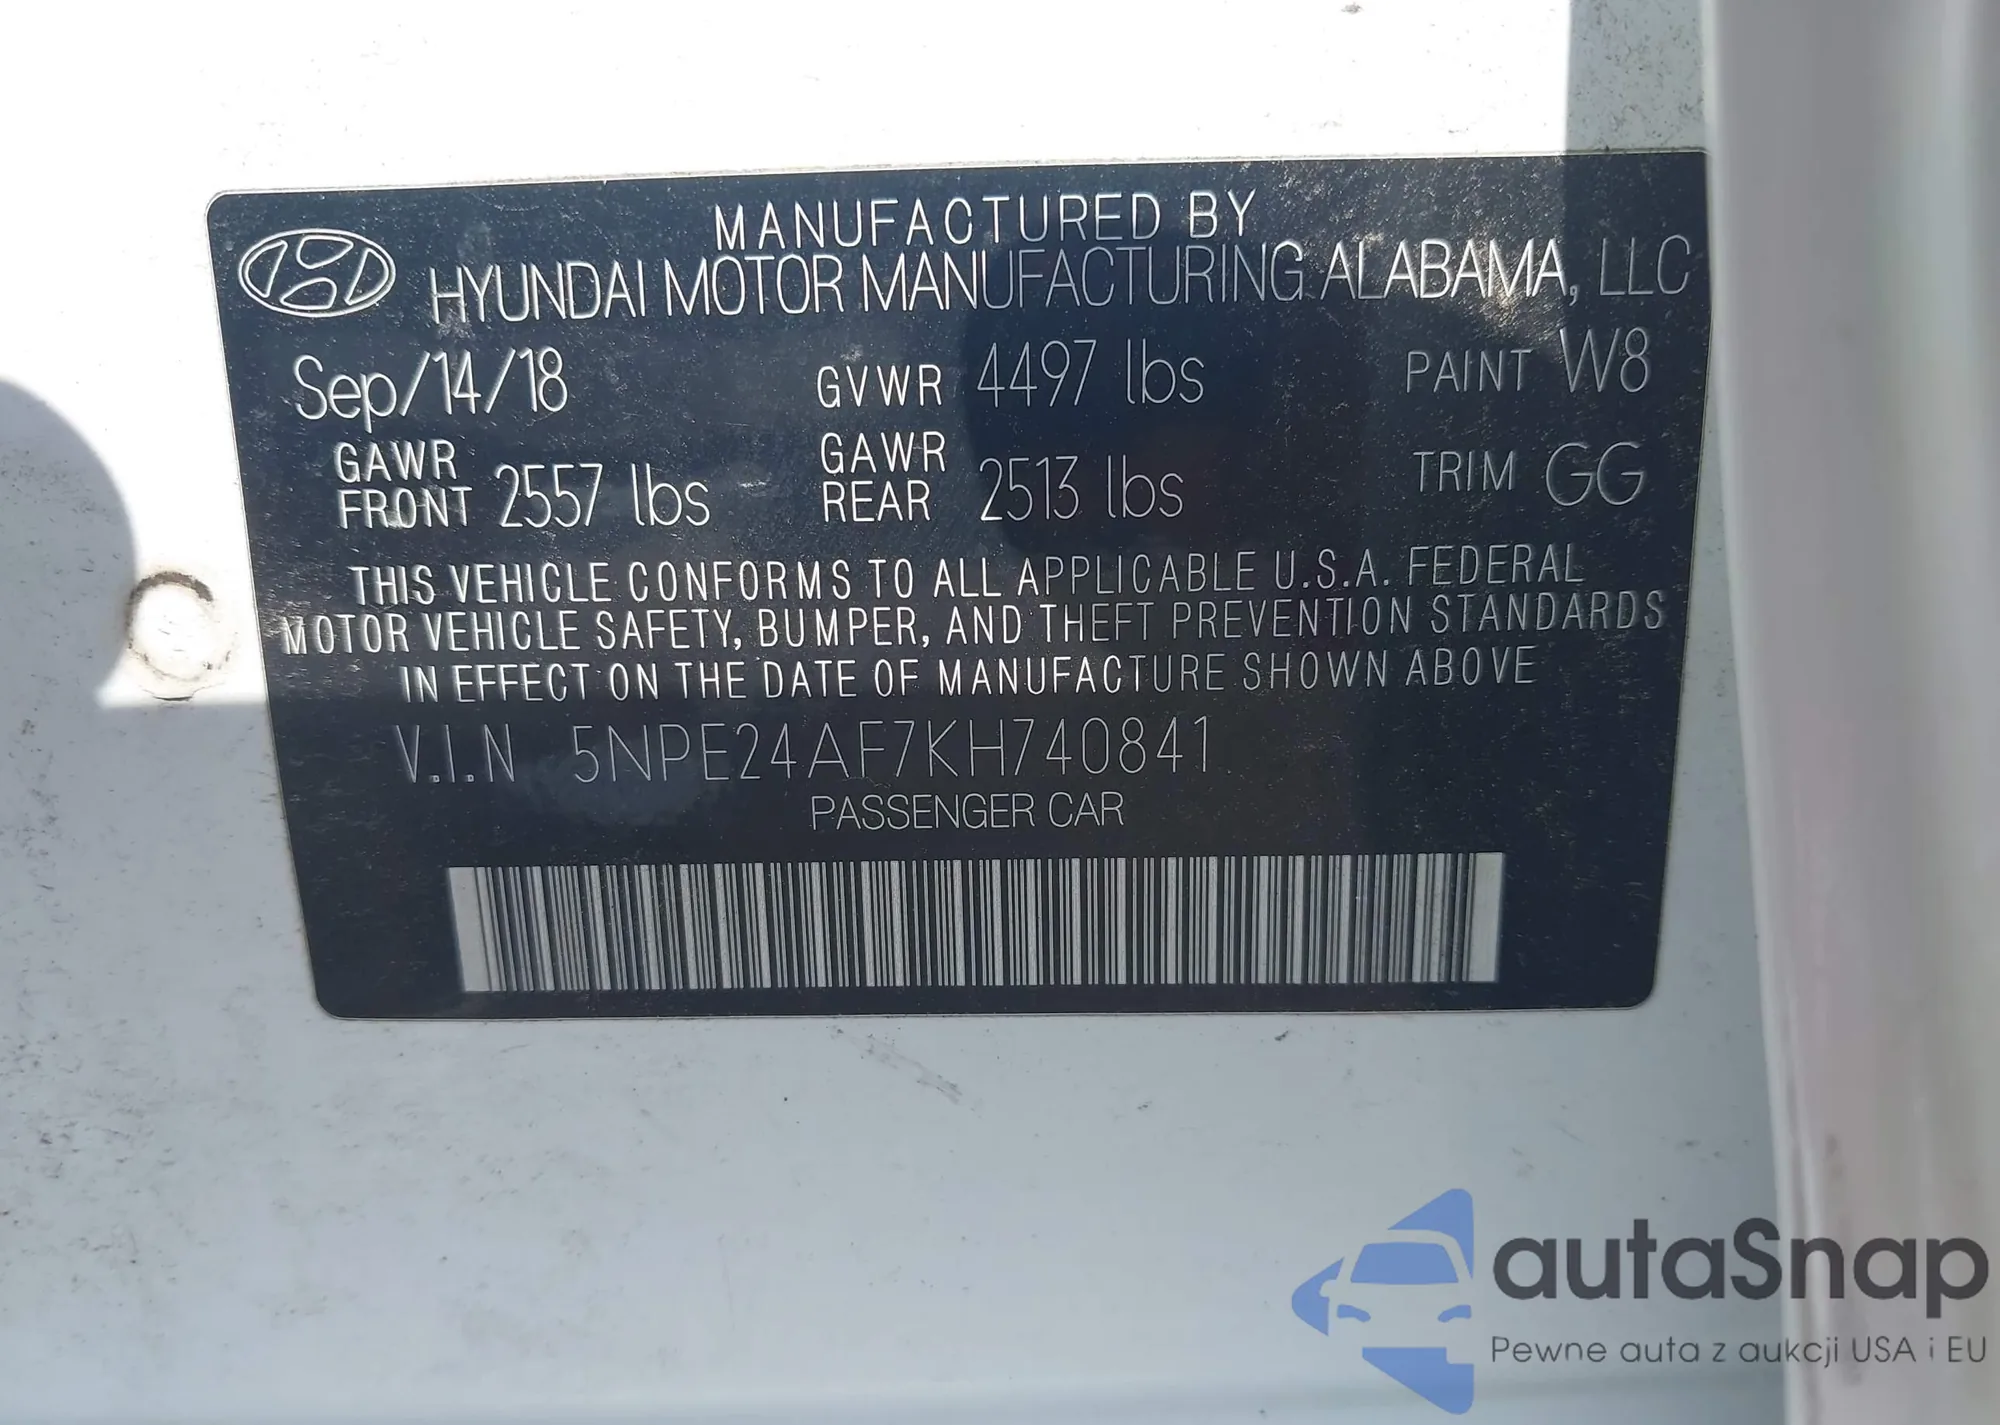 MANUFACTURED BY
HYUNDAI MOTOR MANUFACTURING ALABAMA, LLC
Sep/14/18 GVWR 4497 lbs PAINT W8
GAWR FRONT 2557 lbs GAWR REAR 2513 lbs TRIM GG
THIS VEHICLE CONFORMS TO ALL APPLICABLE U.S.A. FEDERAL
MOTOR VEHICLE SAFETY, BUMPER, AND THEFT PREVENTION STANDARDS
IN EFFECT ON THE DATE OF MANUFACTURE SHOWN ABOVE
V.I.N 5NPE24AF7KH740841
PASSENGER CAR
autaSnap
Pewne auta z aukcji USA i EU